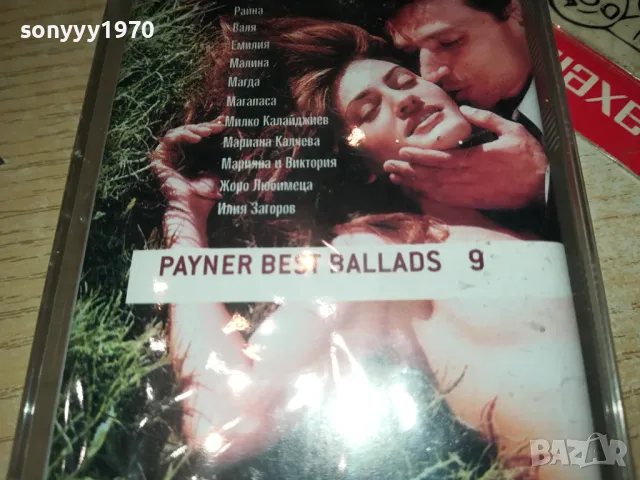 sonyyy1970
Райна
Валя
Емилия
Малина
Магда
Магапаса
Милко Калайджиев
Мариана Калчева
Марияна и Виктория
Жоро Любимеца
Илия Загоров
PAYNER BEST BALLADS 9
maxe
BAZAR